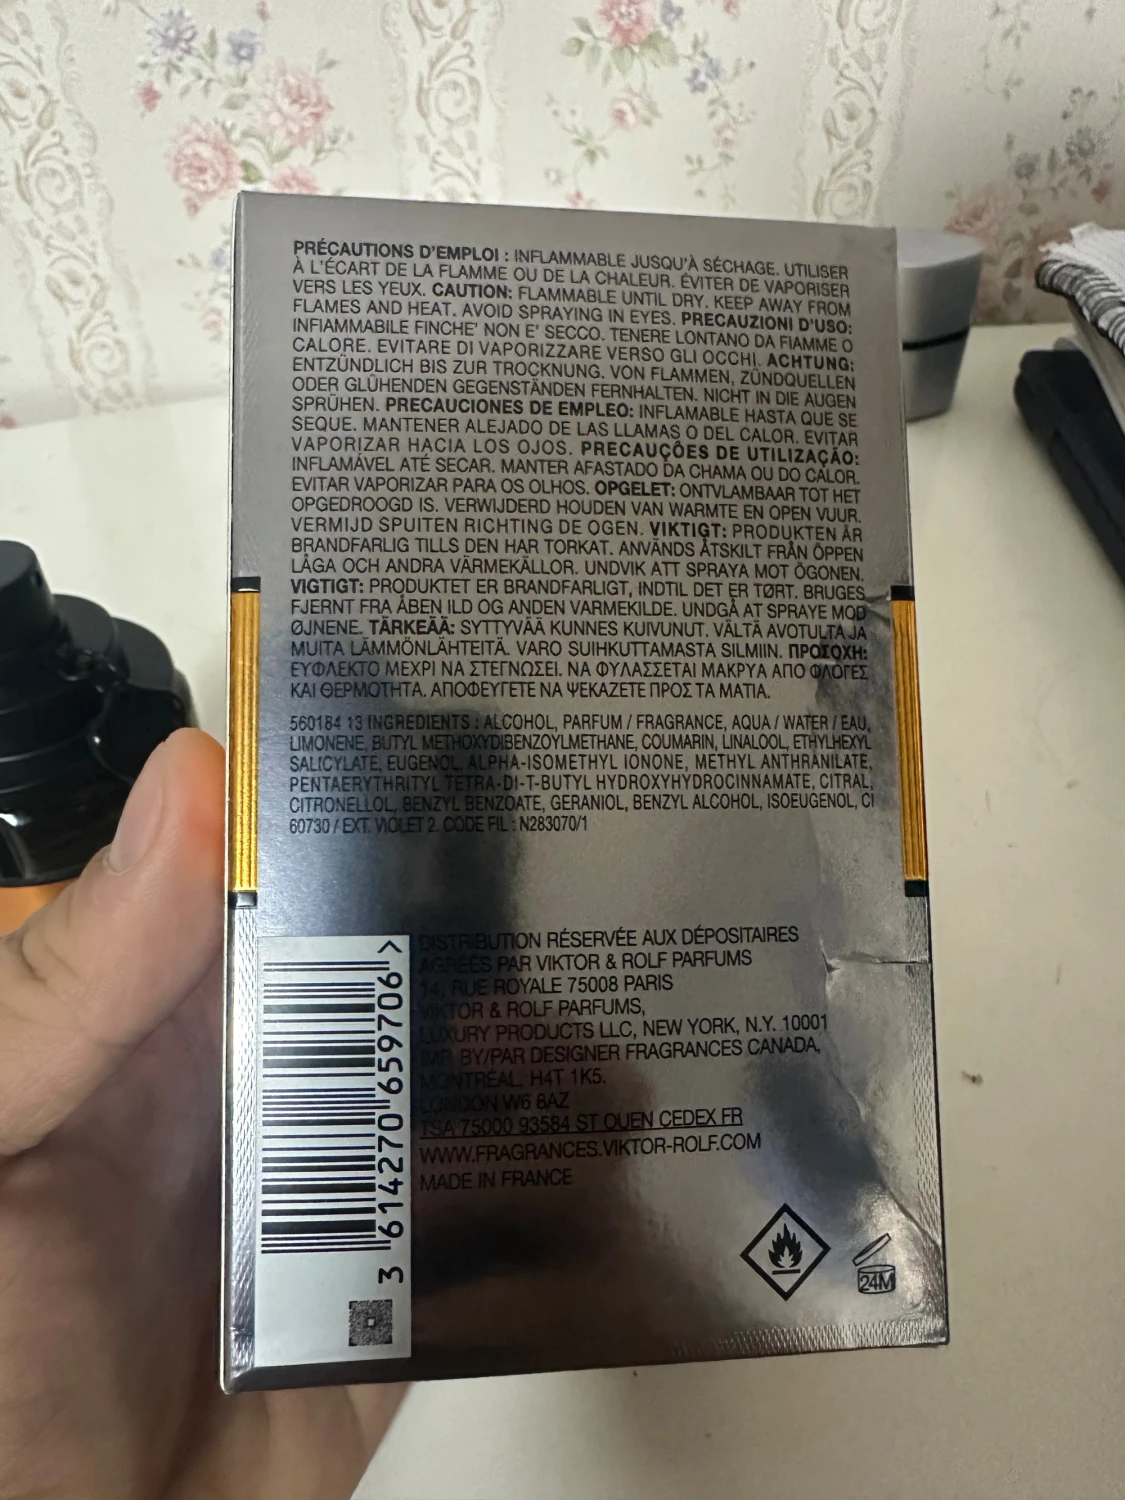 PRÉCAUTIONS D'EMPLOI : INFLAMMABLE JUSQU'À SÉCHAGE. UTILISER
À L'ÉCART DE LA FLAMME OU DE LA CHALEUR. ÉVITER DE VAPORISER
VERS LES YEUX. CAUTION: FLAMMABLE UNTIL DRY. KEEP AWAY FROM
FLAMES AND HEAT. AVOID SPRAYING IN EYES. PRECAUZIONI D'USO:
INFIAMMABILE FINCHE' NON E' SECCO. TENERE LONTANO DA FIAMME O
CALORE. EVITARE DI VAPORIZZARE VERSO GLI OCCHI. ACHTUNG:
ENTZÜNDLICH BIS ZUR TROCKNUNG. VON FLAMMEN, ZÜNDQUELLEN
ODER GLÜHENDEN GEGENSTÄNDEN FERNHALTEN. NICHT IN DIE AUGEN
SPRÜHEN. PRECAUCIONES DE EMPLEO: INFLAMABLE HASTA QUE SE
SEQUE. MANTENER ALEJADO DE LAS LLAMAS O DEL CALOR. EVITAR
VAPORIZAR HACIA LOS OJOS. PRECAUÇÕES DE UTILIZAÇÃO:
INFLAMÁVEL ATÉ SECAR. MANTER AFASTADO DA CHAMA OU DO CALOR.
EVITAR VAPORIZAR PARA OS OLHOS. OPGELET: ONTVLAMBAAR TOT HET
OPGEDROOGD IS. VERWIJDERD HOUDEN VAN WARMTE EN OPEN VUUR.
VERMIJD SPUITEN RICHTING DE OGEN. VIKTIGT: PRODUKTEN ÄR
BRANDFARLIG TILLS DEN HAR TORKAT. ANVÄNDS ÅTSKILT FRÅN ÖPPEN
LÅGA OCH ANDRA VÄRMEKÄLLOR. UNDVIK ATT SPRAYA MOT ÖGONEN.
VIGTIGT: PRODUKTET ER BRANDFARLIGT, INDTIL DET ER TØRT. BRUGES
FJERNT FRA ÅBEN ILD OG ANDEN VARMEKILDE. UNDGÅ AT SPRAYE MOD
ØJNENE. TÄRKEÄÄ: SYTTYVÄÄ KUNNES KUIVUNUT. VÄLTÄ AVOTULTA JA
MUITA LÄMMÖNLÄHTEITÄ. VARO SUIHKUTTAMASTA SILMIIN. ΠΡΟΣΟΧΗ:
ΕΥΦΛΕΚΤΟ ΜΕΧΡΙ ΝΑ ΣΤΕΓΝΩΣΕΙ. ΝΑ ΦΥΛΑΣΣΕΤΑΙ ΜΑΚΡΥΑ ΑΠΟ ΦΛΟΓΕΣ
ΚΑΙ ΘΕΡΜΟΤΗΤΑ. ΑΠΟΦΕΥΓΕΤΕ ΝΑ ΨΕΚΑΖΕΤΕ ΠΡΟΣ ΤΑ ΜΑΤΙΑ.
560184 13 INGREDIENTS : ALCOHOL, PARFUM / FRAGRANCE, AQUA / WATER / EAU,
LIMONENE, BUTYL METHOXYDIBENZOYLMETHANE, COUMARIN, LINALOOL, ETHYLHEXYL
SALICYLATE, EUGENOL, ALPHA-ISOMETHYL IONONE, METHYL ANTHRANILATE,
PENTAERYTHRITYL TETRA-DI-T-BUTYL HYDROXYHYDROCINNAMATE, CITRAL,
CITRONELLOL, BENZYL BENZOATE, GERANIOL, BENZYL ALCOHOL, ISOEUGENOL, CI
60730 / EXT. VIOLET 2. CODE FIL : N283070/1
DISTRIBUTION RÉSERVÉE AUX DÉPOSITAIRES
AGRÉÉS PAR VIKTOR & ROLF PARFUMS
14, RUE ROYALE 75008 PARIS
VIKTOR & ROLF PARFUMS,
LUXURY PRODUCTS LLC, NEW YORK, N.Y. 10001
IMP. BY/PAR DESIGNER FRAGRANCES CANADA,
MONTRÉAL, H4T 1K5.
LONDON W6 8AZ
TSA 75000 93584 ST OUEN CEDEX FR
WWW.FRAGRANCES.VIKTOR-ROLF.COM
MADE IN FRANCE
3 614270 659706 >
24M